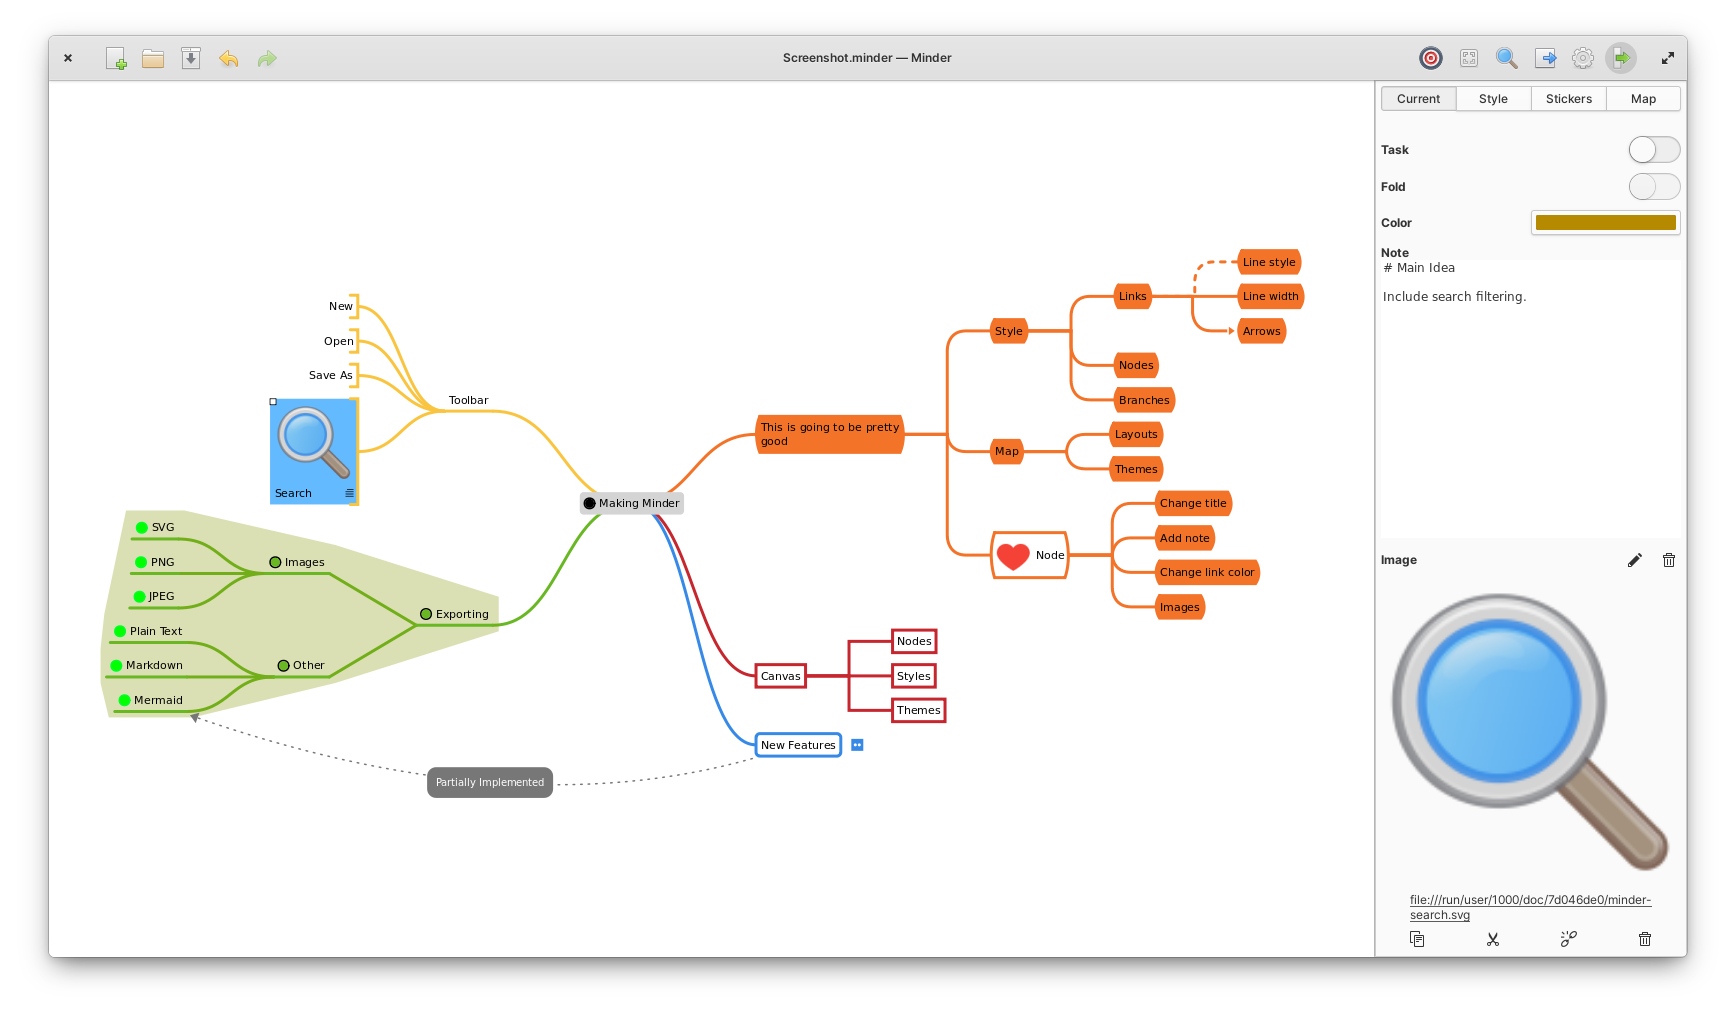 Screenshot.minder — Minder
Current
Style
Stickers
Map
Task
Fold
Color
Note
# Main Idea
Include search filtering.
Image
file:///run/user/1000/doc/7d046de0/minder-
search.svg
New
Open
Save As
Search
Toolbar
Making Minder
SVG
PNG
JPEG
Images
Plain Text
Markdown
Mermaid
Other
Exporting
Partially Implemented
This is going to be pretty
good
Style
Links
Line style
Line width
Arrows
Nodes
Branches
Map
Layouts
Themes
Node
Change title
Add note
Change link color
Images
Canvas
Nodes
Styles
Themes
New Features